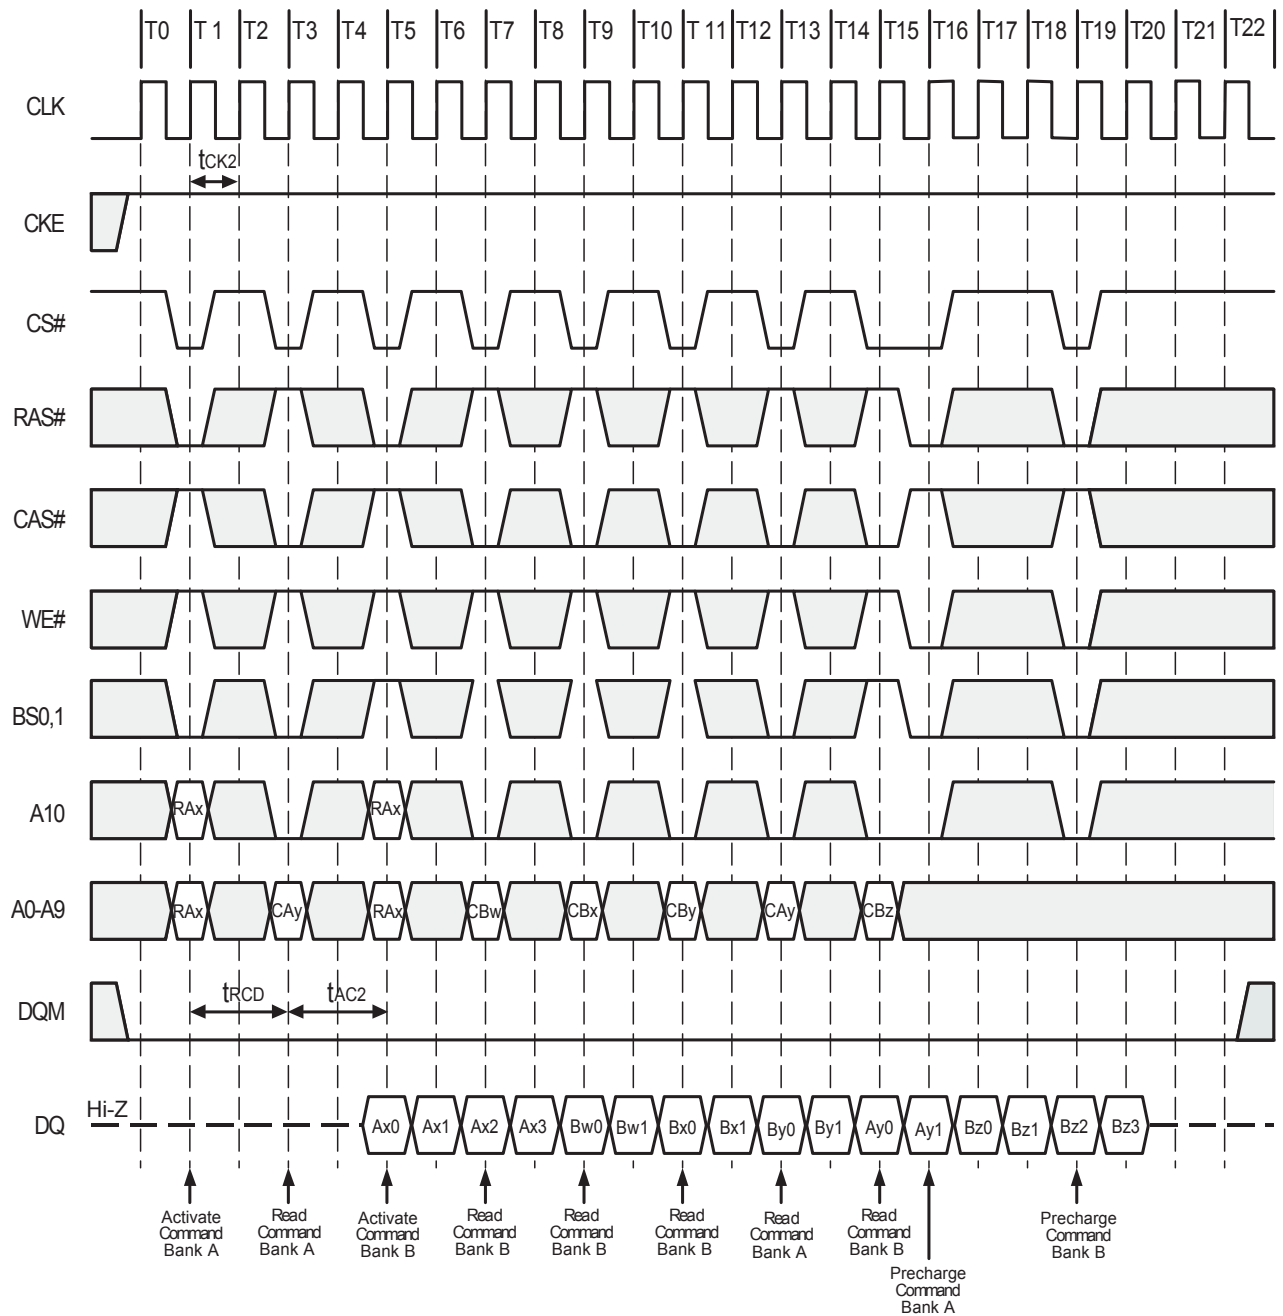 T0 T 1 T2 T3 T4 T5 T6 T7 T8 T9 T10 T 11 T12 T13 T14 T15 T16 T17 T18 T19 T20 T21 T22
CLK
tCK2
CKE
CS#
RAS#
CAS#
WE#
BS0,1
A10 RAx RAx
A0-A9 RAx CAy RAx CBw CBx CBy CAy CBz
DQM tRCD tAC2
DQ Hi-Z Ax0 Ax1 Ax2 Ax3 Bw0 Bw1 Bx0 Bx1 By0 By1 Ay0 Ay1 Bz0 Bz1 Bz2 Bz3
Activate
Command
Bank A
Read
Command
Bank A
Activate
Command
Bank B
Read
Command
Bank B
Read
Command
Bank B
Read
Command
Bank B
Read
Command
Bank A
Read
Command
Bank B
Precharge
Command
Bank A
Precharge
Command
Bank B